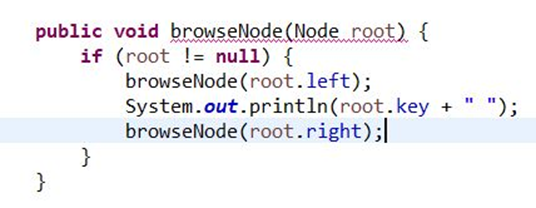 public void browseNode(Node root) {
    if (root != null) {
        browseNode(root.left);
        System.out.println(root.key + " ");
        browseNode(root.right);
    }
}